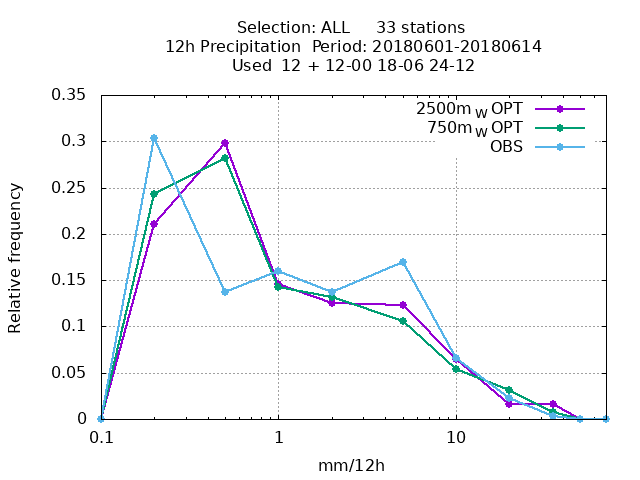 Selection: ALL     33 stations
12h Precipitation  Period: 20180601-20180614
Used  12 + 12-00 18-06 24-12
0.35
0.3
0.25
0.2
0.15
0.1
0.05
0
2500m_W OPT
750m_W OPT
OBS
Relative frequency
0.1
1
10
mm/12h